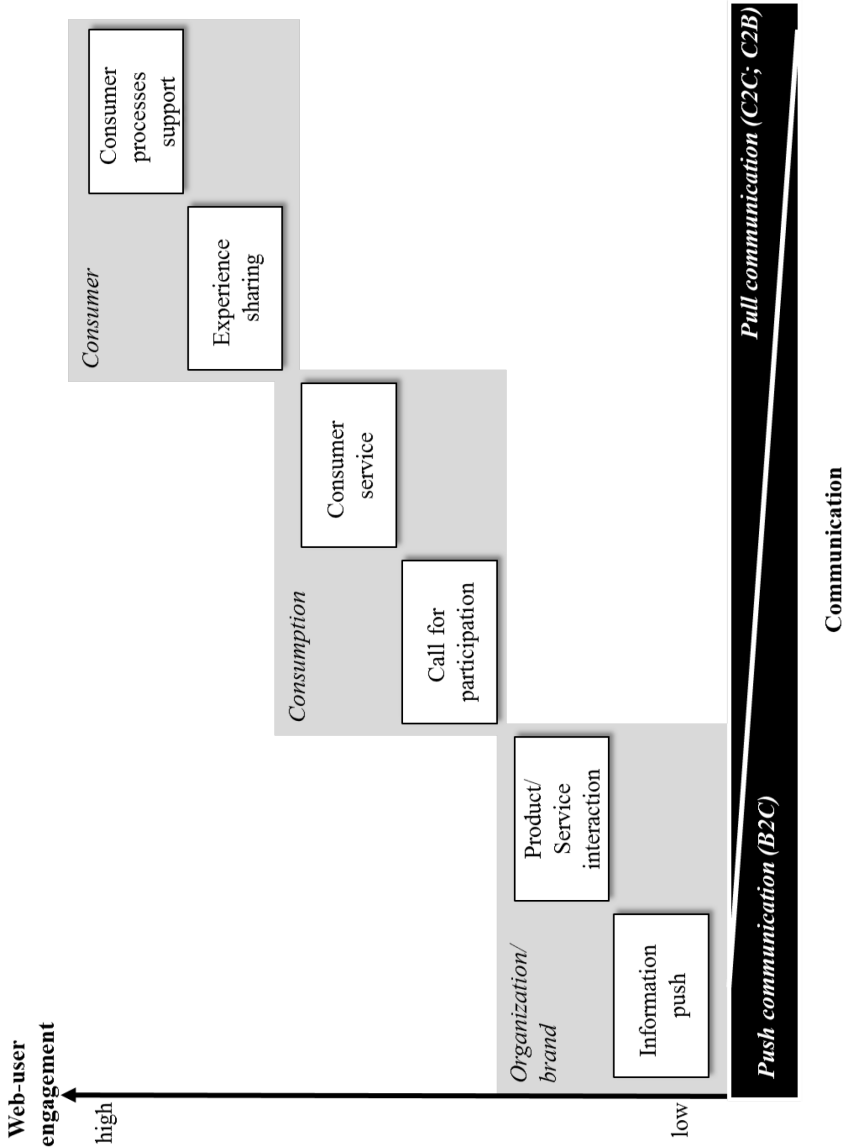 Web-user
engagement
high
low
Consumer
Consumer
processes
support
Experience
sharing
Consumption
Consumer
service
Call for
participation
Organization/
brand
Product/
Service
interaction
Information
push
Push communication (B2C)
Pull communication (C2C; C2B)
Communication